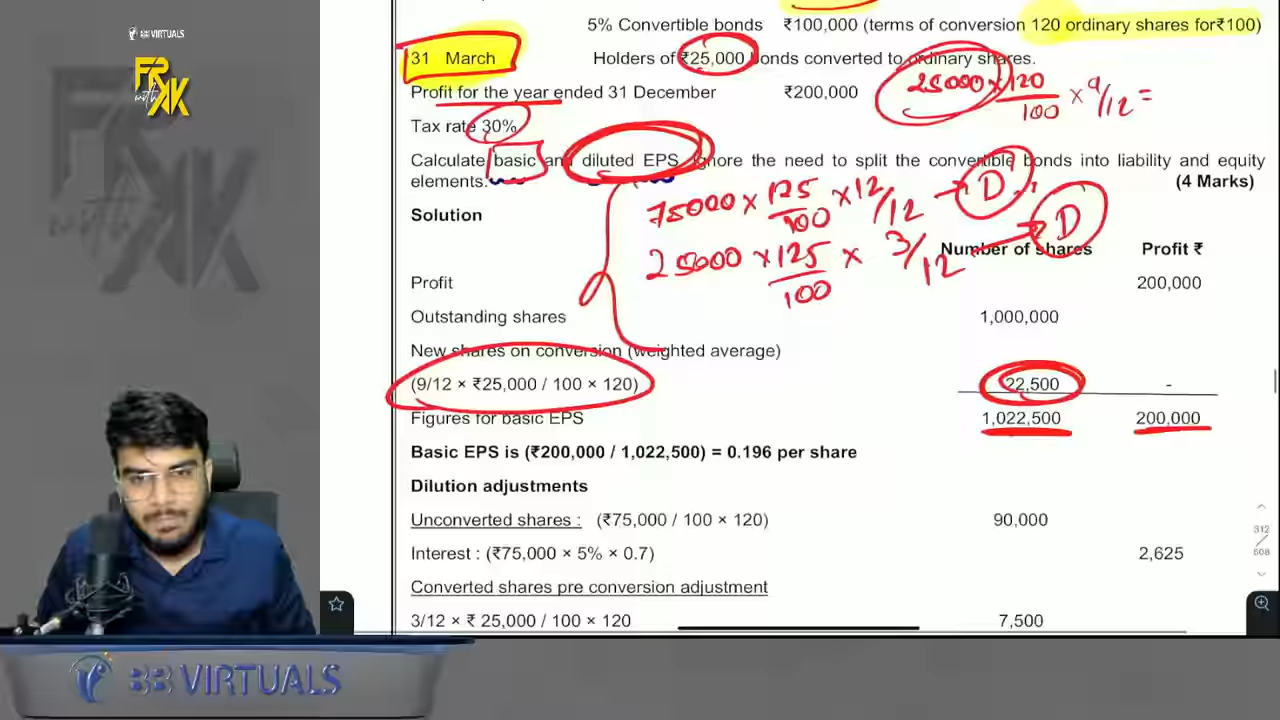 BB VIRTUALS
FR
with
AK
5% Convertible bonds ₹100,000 (terms of conversion 120 ordinary shares for₹100)
31 March Holders of ₹25,000 bonds converted to ordinary shares.
25000 × 120/100 × 9/12 =
Profit for the year ended 31 December ₹200,000
Tax rate 30%
Calculate basic and diluted EPS. Ignore the need to split the convertible bonds into liability and equity
elements. (4 Marks)
75000 × 125/100 × 12/12 → D
25000 × 125/100 × 3/12 → D
Solution
Number of shares Profit ₹
Profit 200,000
Outstanding shares 1,000,000
New shares on conversion (weighted average)
(9/12 × ₹25,000 / 100 × 120) 22,500 -
Figures for basic EPS 1,022,500 200,000
Basic EPS is (₹200,000 / 1,022,500) = 0.196 per share
Dilution adjustments
Unconverted shares : (₹75,000 / 100 × 120) 90,000
Interest : (₹75,000 × 5% × 0.7) 2,625
Converted shares pre conversion adjustment
3/12 × ₹ 25,000 / 100 × 120 7,500
312
/
608
BB VIRTUALS